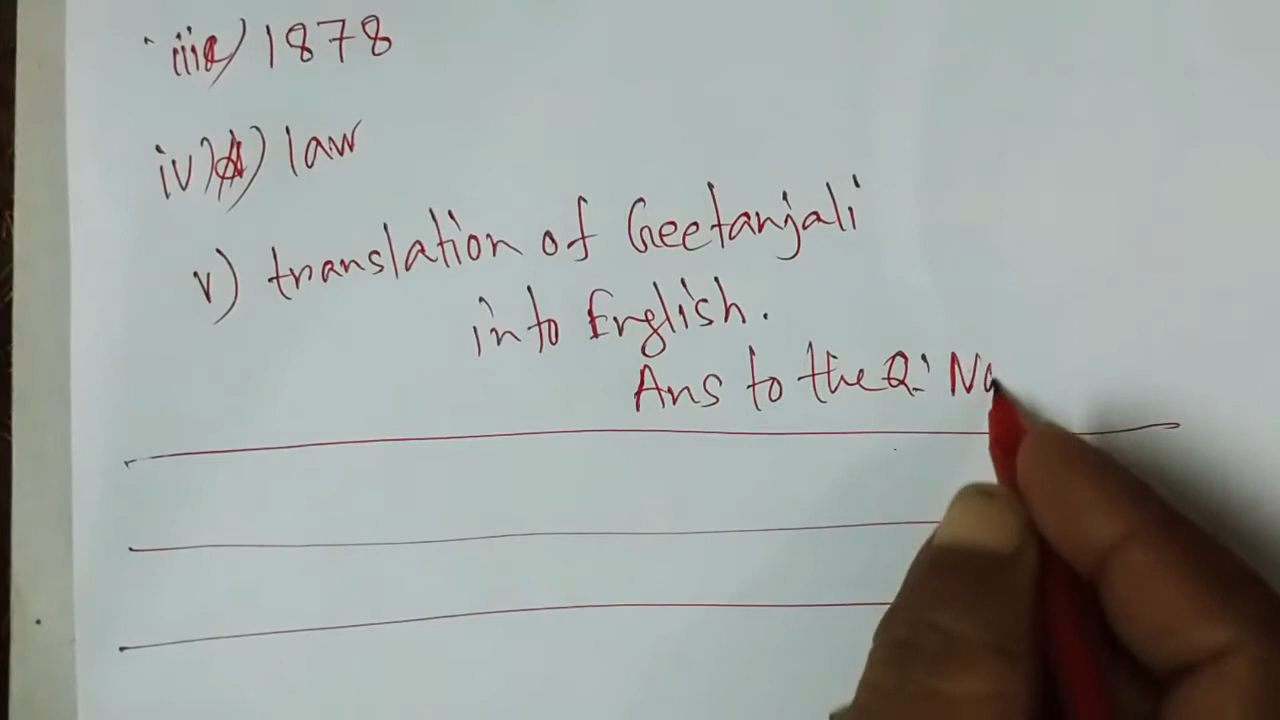 iii) 1878
iv) law
v) translation of Geetanjali
into English.
Ans to the Q. No